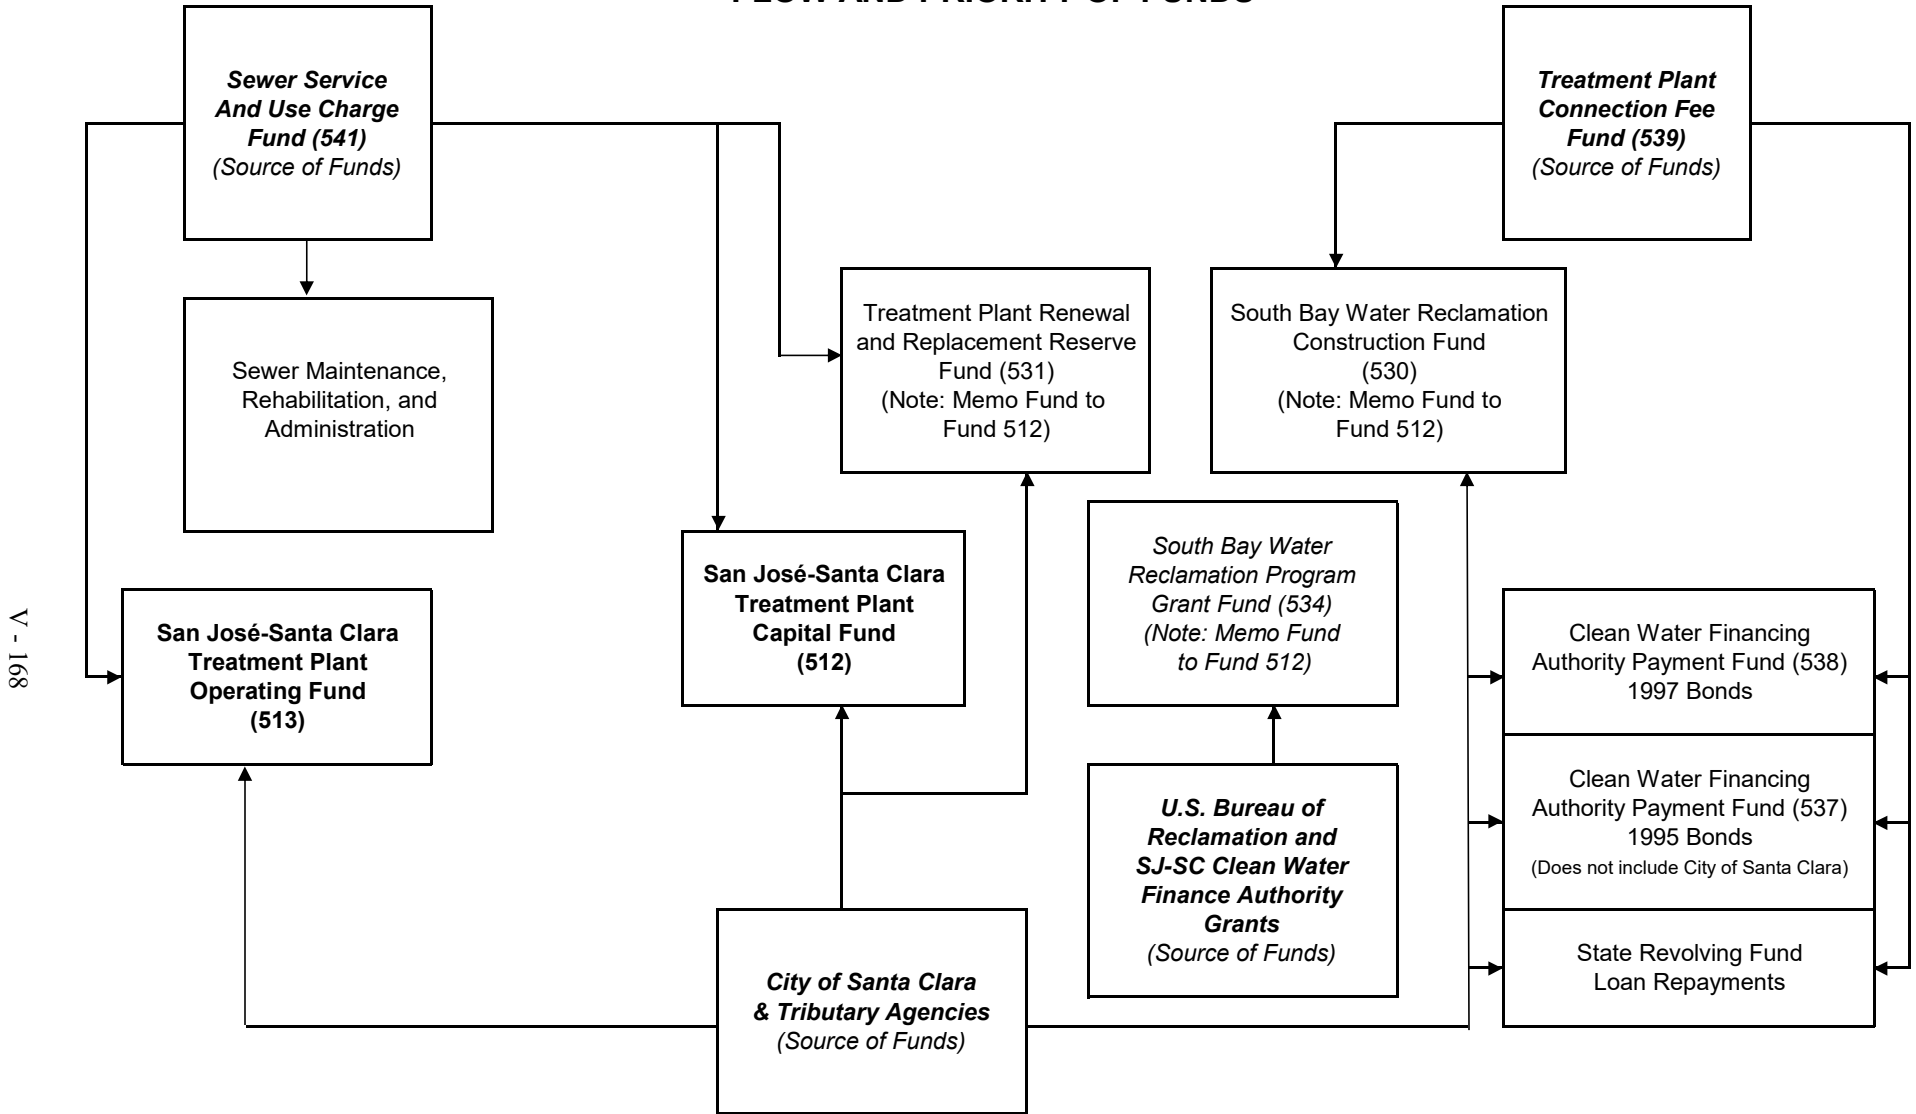 FLOW AND PRIORITY OF FUNDS
Sewer Service
And Use Charge
Fund (541)
(Source of Funds)
Treatment Plant
Connection Fee
Fund (539)
(Source of Funds)
Sewer Maintenance,
Rehabilitation, and
Administration
Treatment Plant Renewal
and Replacement Reserve
Fund (531)
(Note: Memo Fund to
Fund 512)
South Bay Water Reclamation
Construction Fund
(530)
(Note: Memo Fund to
Fund 512)
San José-Santa Clara
Treatment Plant
Operating Fund
(513)
San José-Santa Clara
Treatment Plant
Capital Fund
(512)
South Bay Water
Reclamation Program
Grant Fund (534)
(Note: Memo Fund
to Fund 512)
Clean Water Financing
Authority Payment Fund (538)
1997 Bonds
Clean Water Financing
Authority Payment Fund (537)
1995 Bonds
(Does not include City of Santa Clara)
State Revolving Fund
Loan Repayments
U.S. Bureau of
Reclamation and
SJ-SC Clean Water
Finance Authority
Grants
(Source of Funds)
City of Santa Clara
& Tributary Agencies
(Source of Funds)
V - 168